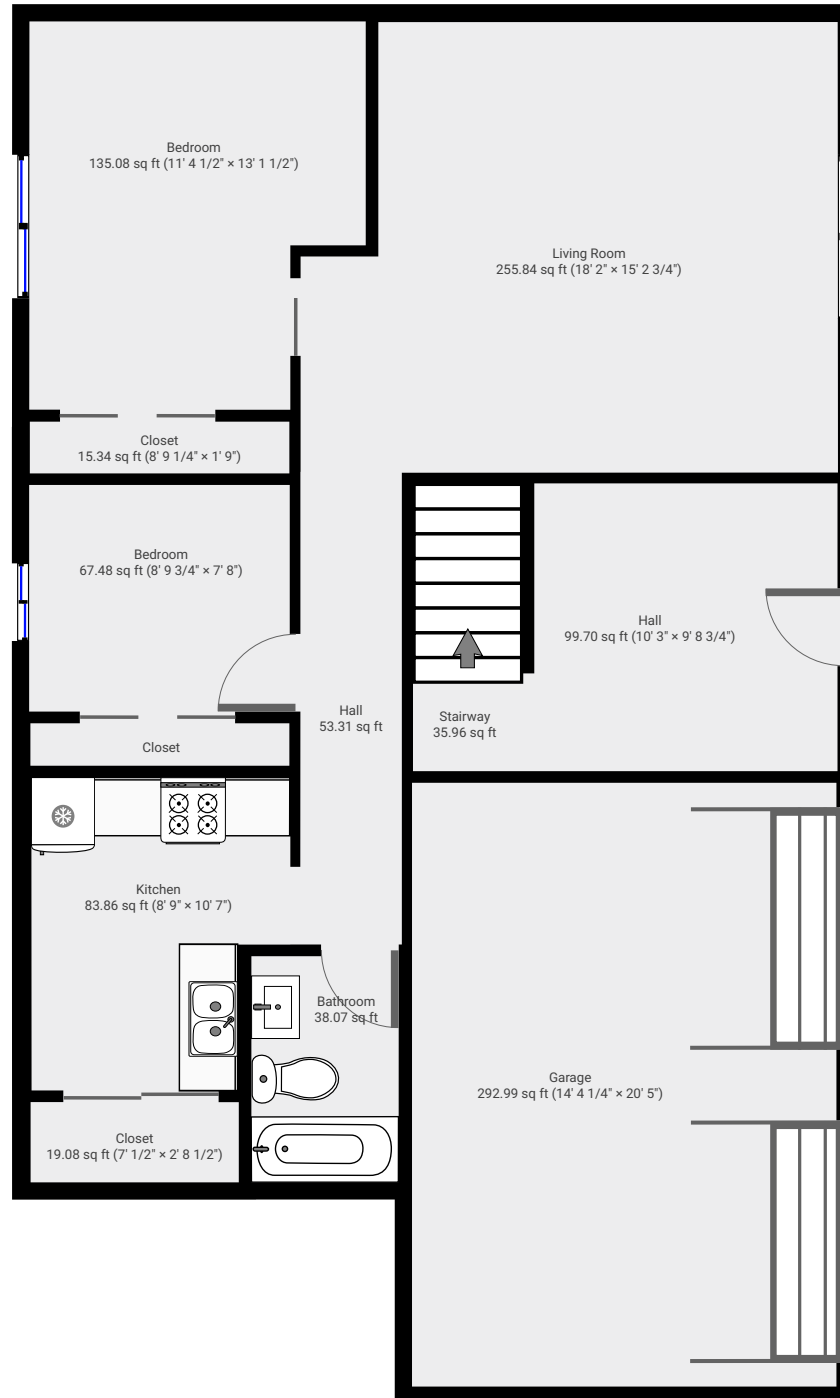 Bedroom
135.08 sq ft (11' 4 1/2" × 13' 1 1/2")
Living Room
255.84 sq ft (18' 2" × 15' 2 3/4")
Closet
15.34 sq ft (8' 9 1/4" × 1' 9")
Bedroom
67.48 sq ft (8' 9 3/4" × 7' 8")
Hall
99.70 sq ft (10' 3" × 9' 8 3/4")
Hall
53.31 sq ft
Stairway
35.96 sq ft
Closet
Kitchen
83.86 sq ft (8' 9" × 10' 7")
Bathroom
38.07 sq ft
Garage
292.99 sq ft (14' 4 1/4" × 20' 5")
Closet
19.08 sq ft (7' 1/2" × 2' 8 1/2")